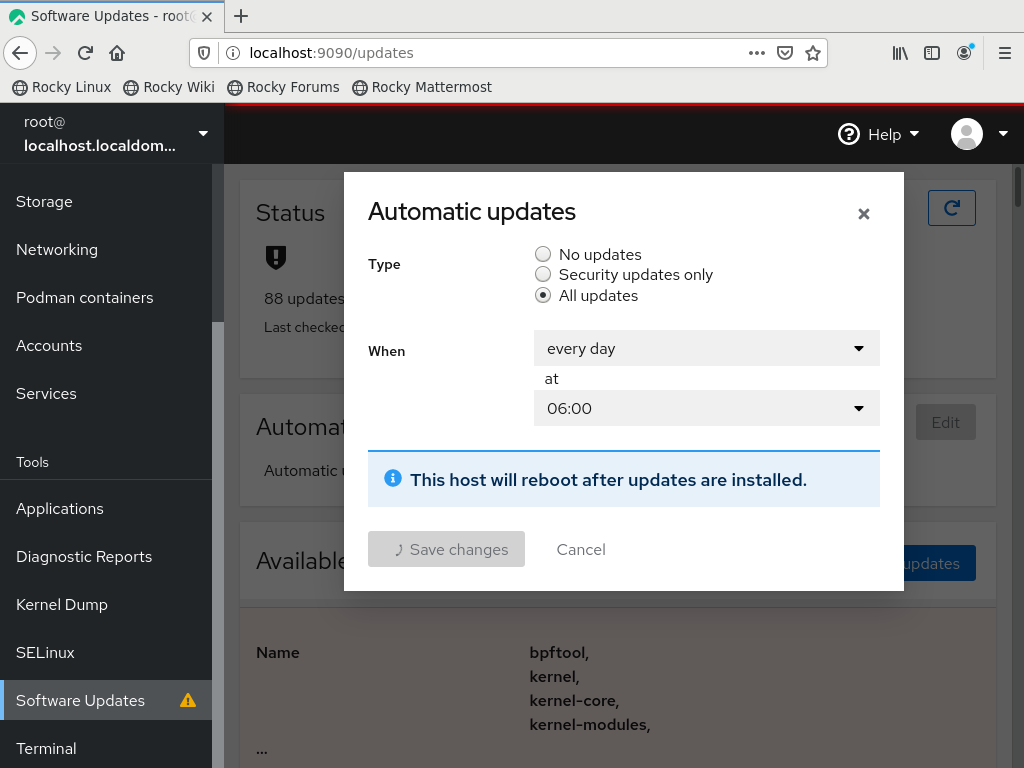 Software Updates - root@
localhost:9090/updates
Rocky Linux Rocky Wiki Rocky Forums Rocky Mattermost
root@
localhost.localdom...
Help
Storage
Networking
Podman containers
Accounts
Services
Tools
Applications
Diagnostic Reports
Kernel Dump
SELinux
Software Updates
Terminal
Status
88 updates
Last checked
Automat
Edit
Automatic u
Available
updates
Automatic updates
Type
No updates
Security updates only
All updates
When
every day
at
06:00
This host will reboot after updates are installed.
Save changes Cancel
Name
bpftool,
kernel,
kernel-core,
kernel-modules,
...